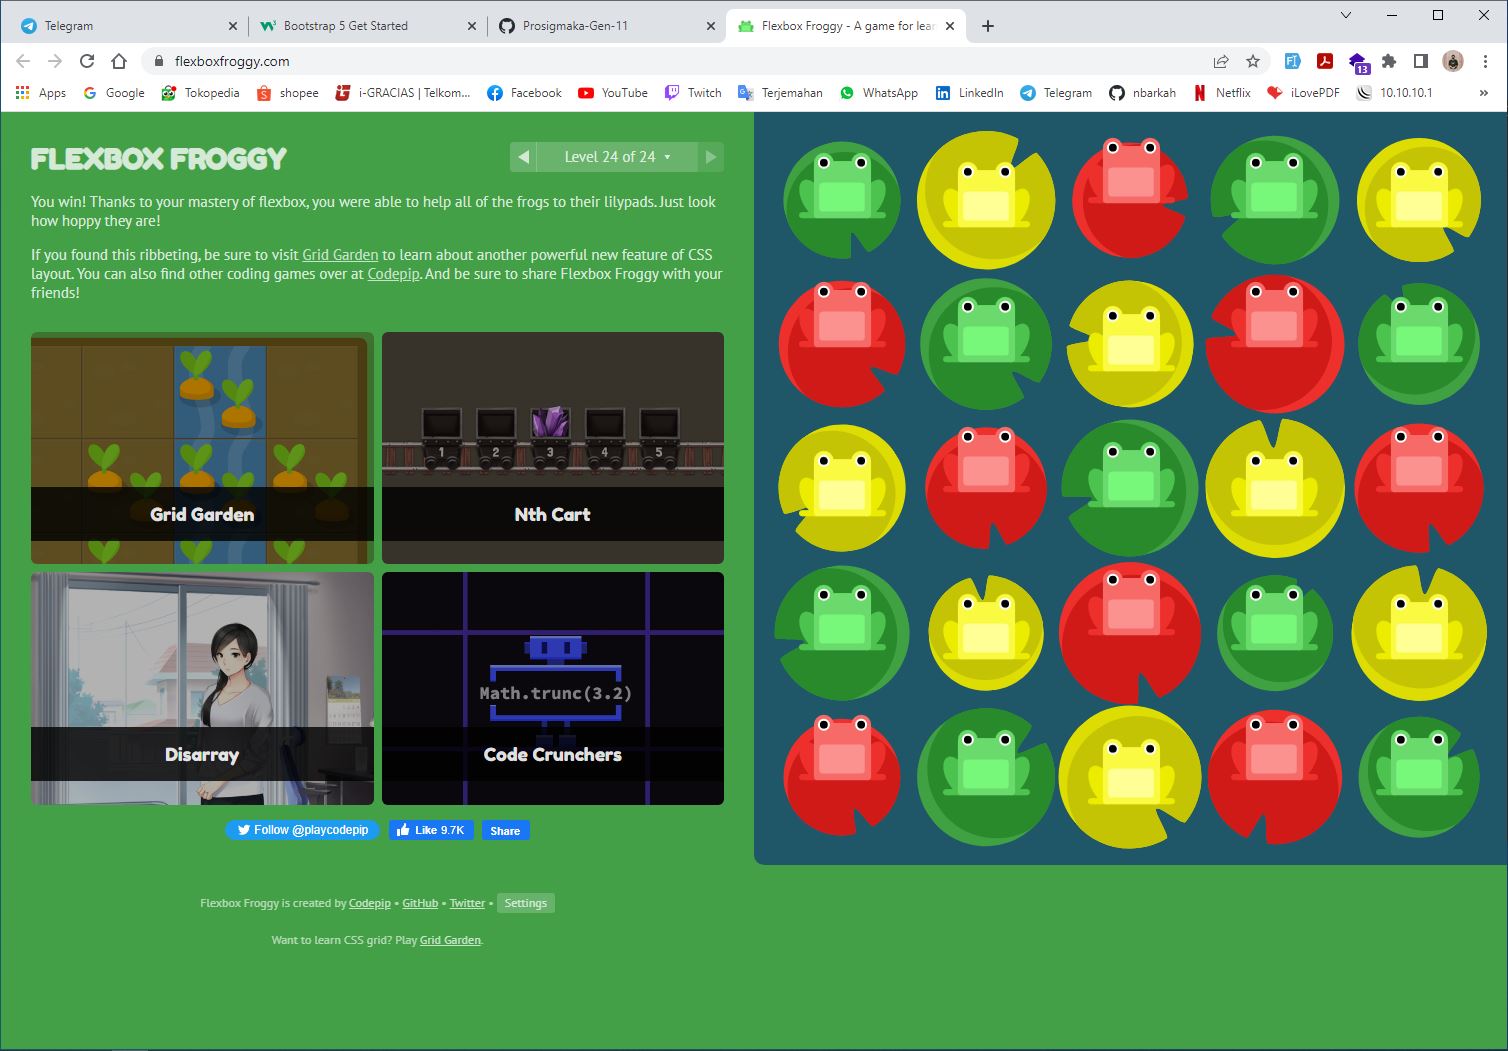 Telegram
Bootstrap 5 Get Started
Prosigmaka-Gen-11
Flexbox Froggy - A game for lear
flexboxfroggy.com
13
Apps
Google
Tokopedia
shopee
i-GRACIAS | Telkom...
Facebook
YouTube
Twitch
Terjemahan
WhatsApp
LinkedIn
Telegram
nbarkah
Netflix
iLovePDF
10.10.10.1
»
FLEXBOX FROGGY
Level 24 of 24
You win! Thanks to your mastery of flexbox, you were able to help all of the frogs to their lilypads. Just look
how hoppy they are!
If you found this ribbeting, be sure to visit Grid Garden to learn about another powerful new feature of CSS
layout. You can also find other coding games over at Codepip. And be sure to share Flexbox Froggy with your
friends!
Grid Garden
1 2 3 4 5
Nth Cart
Disarray
Math.trunc(3.2)
Code Crunchers
Follow @playcodepip
Like 9.7K
Share
Flexbox Froggy is created by Codepip • GitHub • Twitter • Settings
Want to learn CSS grid? Play Grid Garden.